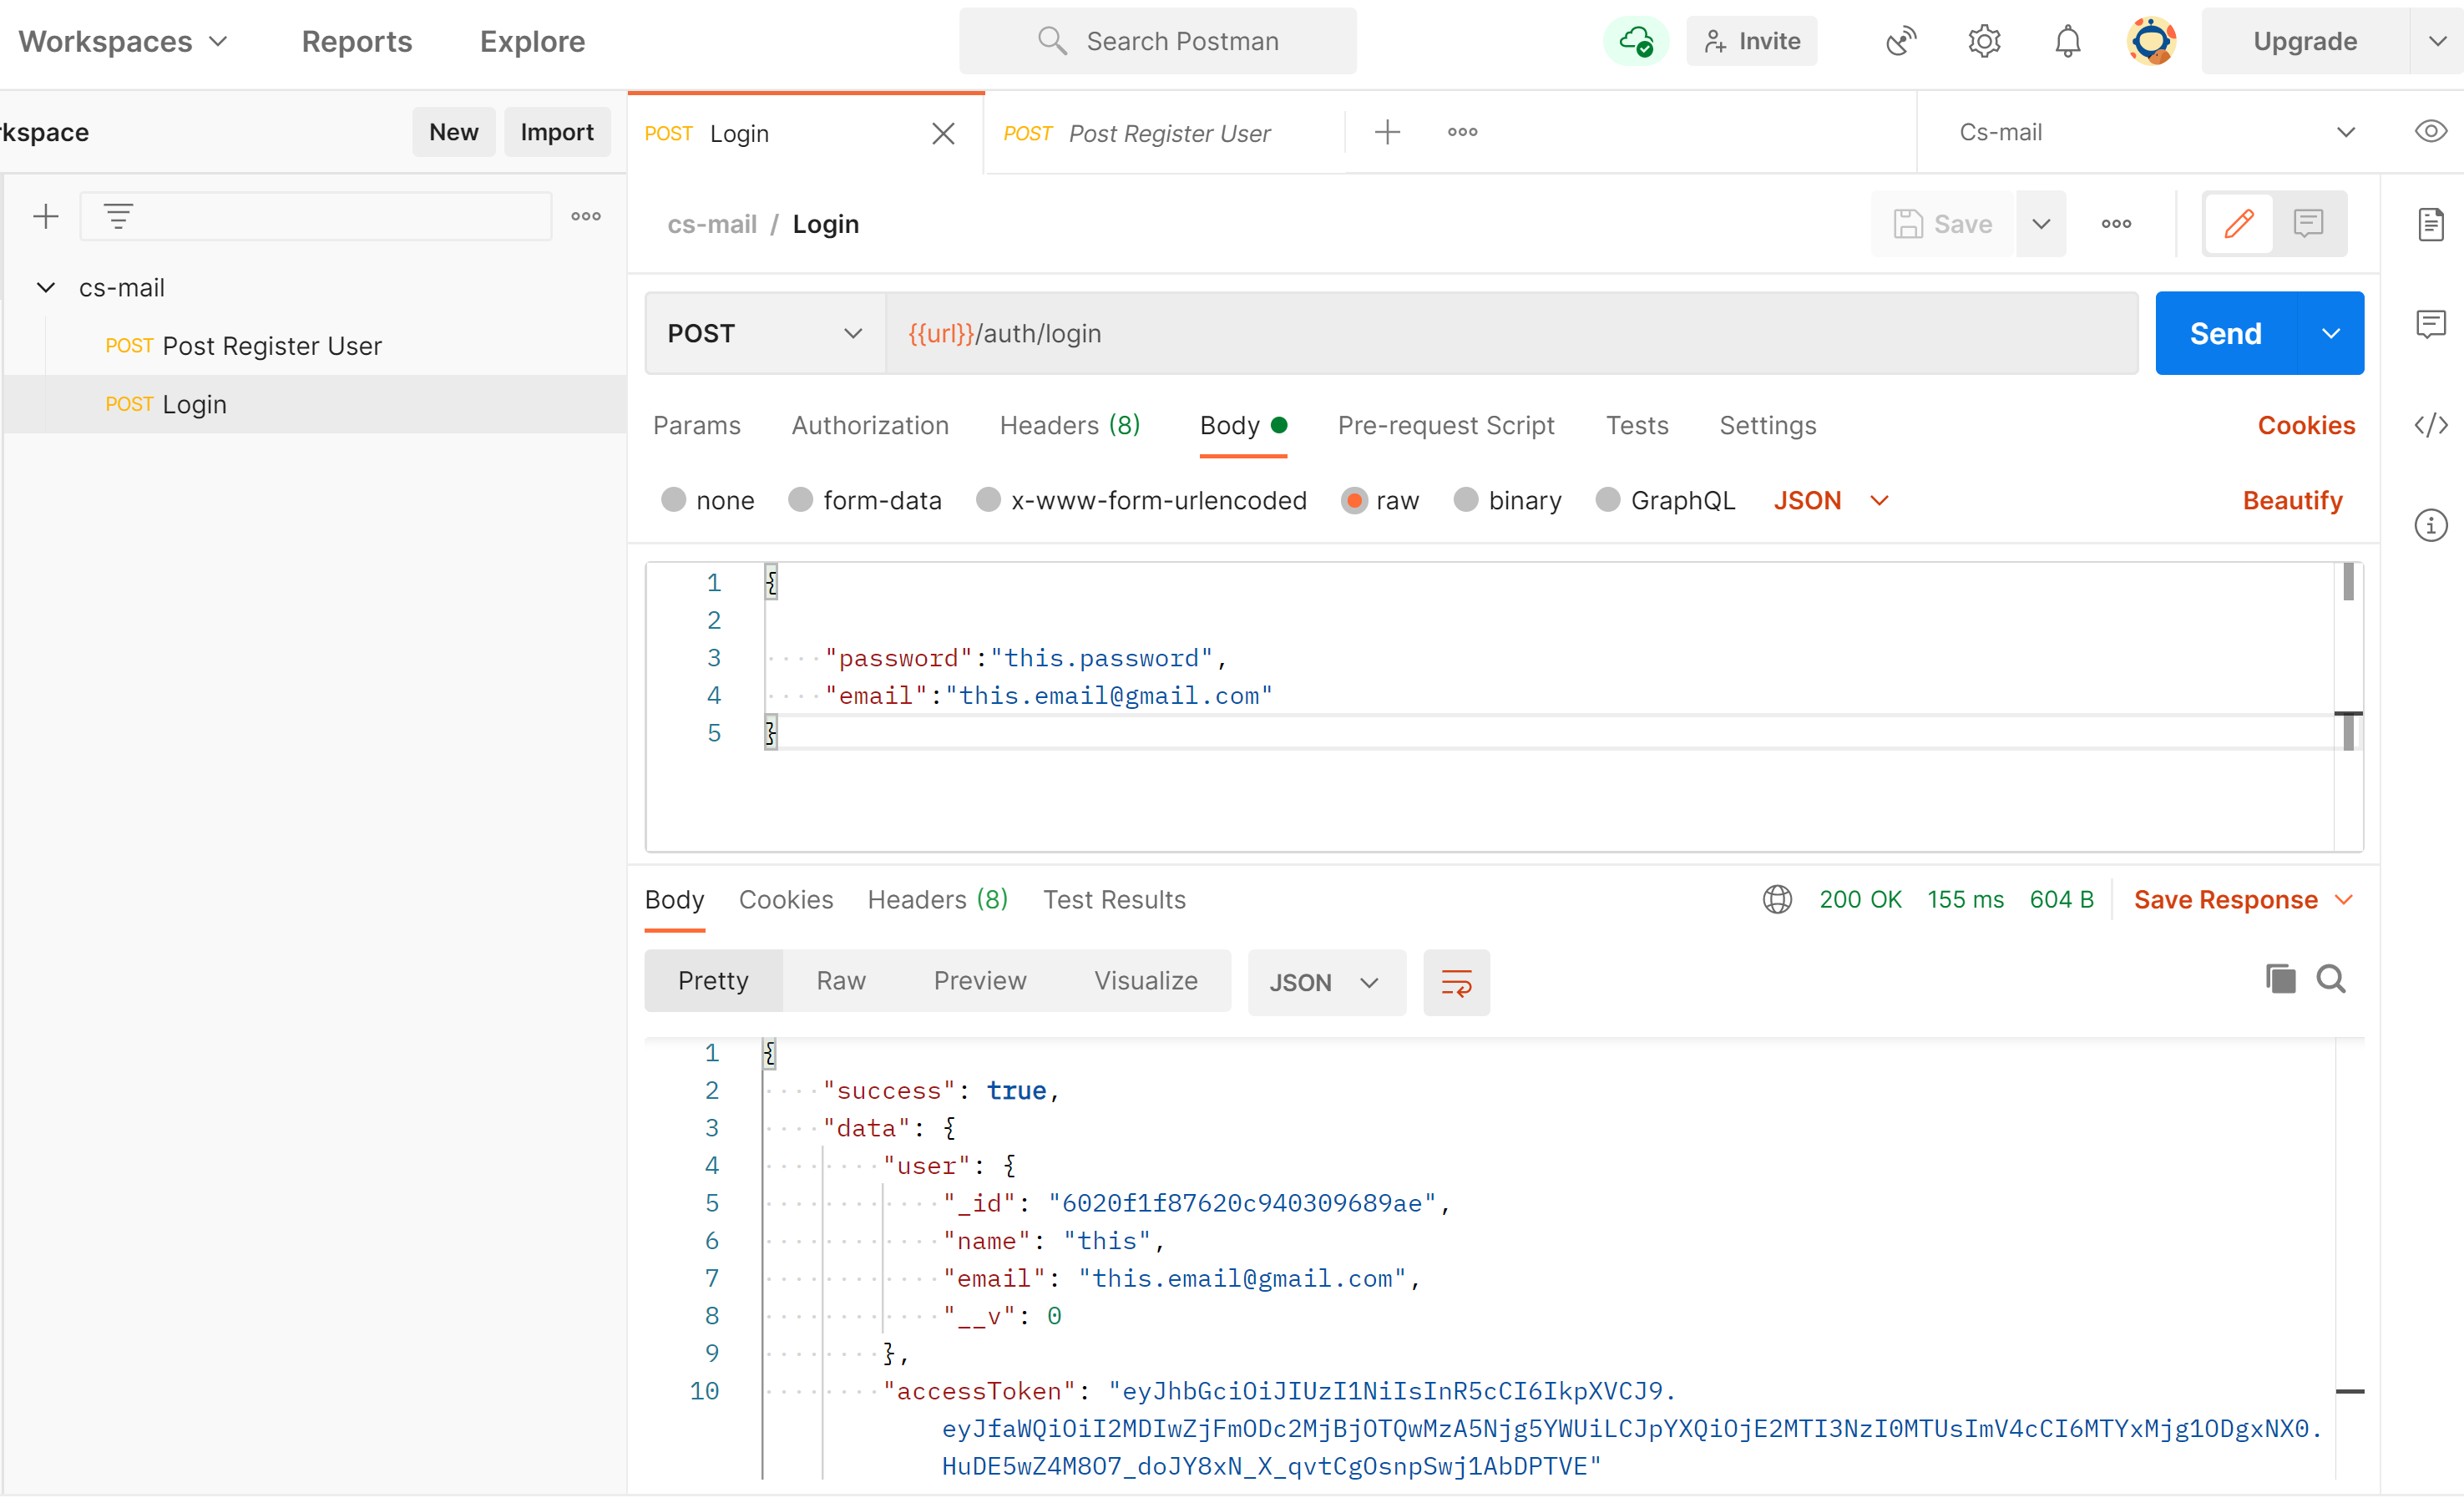 Workspaces Reports Explore Search Postman Invite Upgrade
kspace New Import POST Login POST Post Register User Cs-mail
cs-mail / Login Save
cs-mail
POST Post Register User
POST Login
POST {{url}}/auth/login Send
Params Authorization Headers (8) Body Pre-request Script Tests Settings Cookies
none form-data x-www-form-urlencoded raw binary GraphQL JSON Beautify
1 {
2
3 "password":"this.password",
4 "email":"this.email@gmail.com"
5 }
Body Cookies Headers (8) Test Results 200 OK 155 ms 604 B Save Response
Pretty Raw Preview Visualize JSON
1 {
2 "success": true,
3 "data": {
4 "user": {
5 "_id": "6020f1f87620c940309689ae",
6 "name": "this",
7 "email": "this.email@gmail.com",
8 "__v": 0
9 },
10 "accessToken": "eyJhbGciOiJIUzI1NiIsInR5cCI6IkpXVCJ9.
eyJfaWQiOiI2MDIwZjFmODc2MjBjOTQwMzA5Njg5YWUiLCJpYXQiOjE2MTI3NzI0MTUsImV4cCI6MTYxMjg1ODgxNX0.
HuDE5wZ4M8O7_doJY8xN_X_qvtCgOsnpSwj1AbDPTVE"